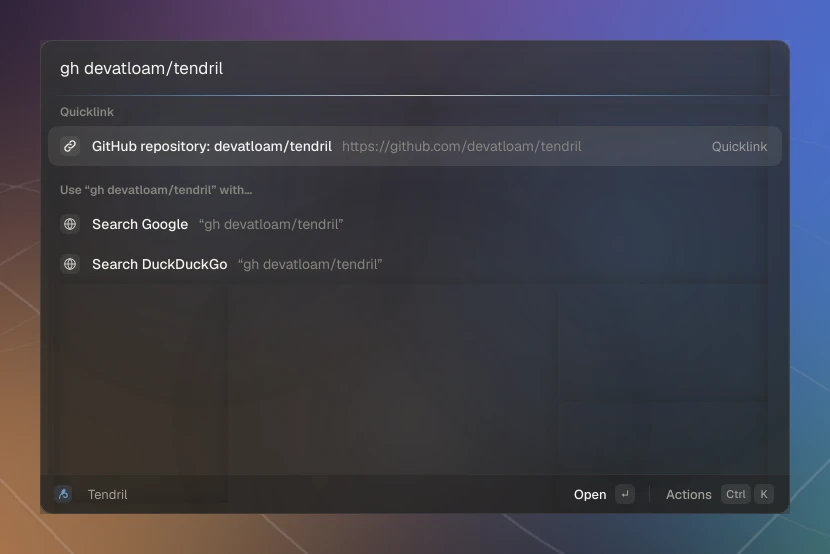 gh devatloam/tendril
Quicklink
GitHub repository: devatloam/tendril https://github.com/devatloam/tendril Quicklink
Use “gh devatloam/tendril” with...
Search Google “gh devatloam/tendril”
Search DuckDuckGo “gh devatloam/tendril”
Tendril Open ↵ Actions Ctrl K